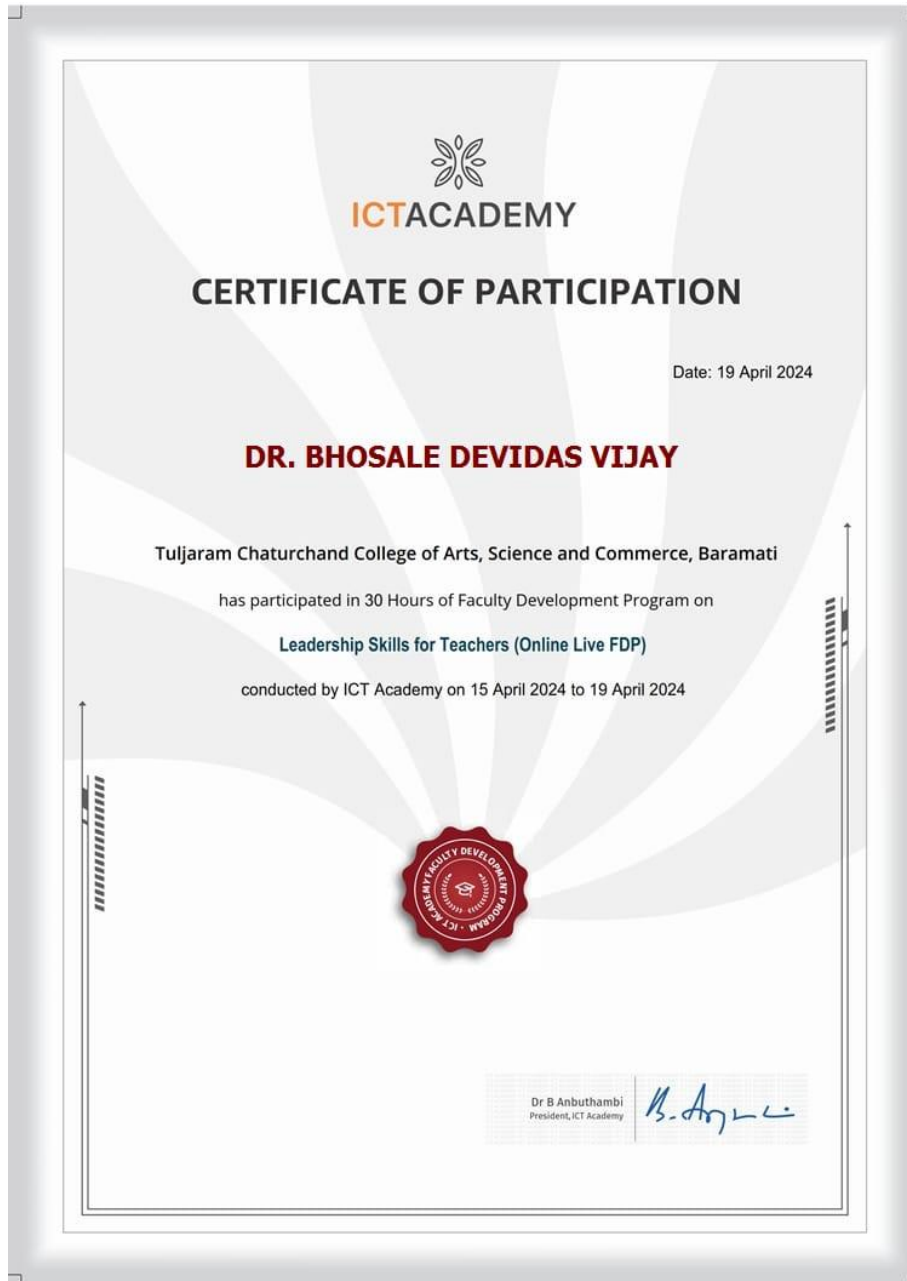 ICTACADEMY
CERTIFICATE OF PARTICIPATION
Date: 19 April 2024
DR. BHOSALE DEVIDAS VIJAY
Tuljaram Chaturchand College of Arts, Science and Commerce, Baramati
has participated in 30 Hours of Faculty Development Program on
Leadership Skills for Teachers (Online Live FDP)
conducted by ICT Academy on 15 April 2024 to 19 April 2024
ICT ACADEMY FACULTY DEVELOPMENT PROGRAM
Dr B Anbuthambi
President, ICT Academy